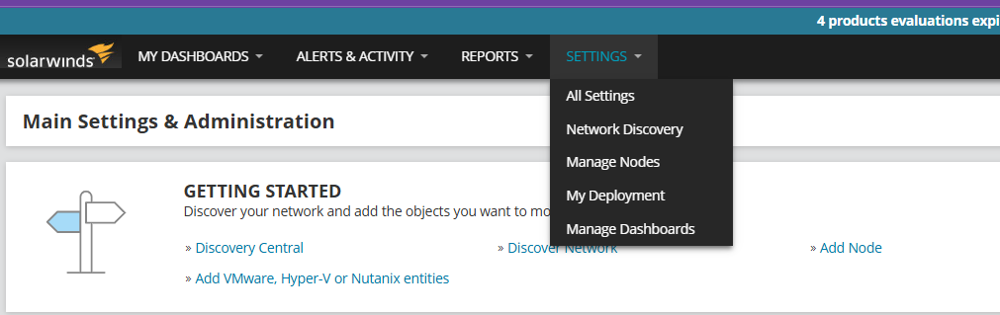 4 products evaluations expi
solarwinds MY DASHBOARDS ALERTS & ACTIVITY REPORTS SETTINGS
All Settings
Main Settings & Administration
Network Discovery
Manage Nodes
GETTING STARTED
My Deployment
Discover your network and add the objects you want to mo
Manage Dashboards
» Discovery Central » Discover Network » Add Node
» Add VMware, Hyper-V or Nutanix entities